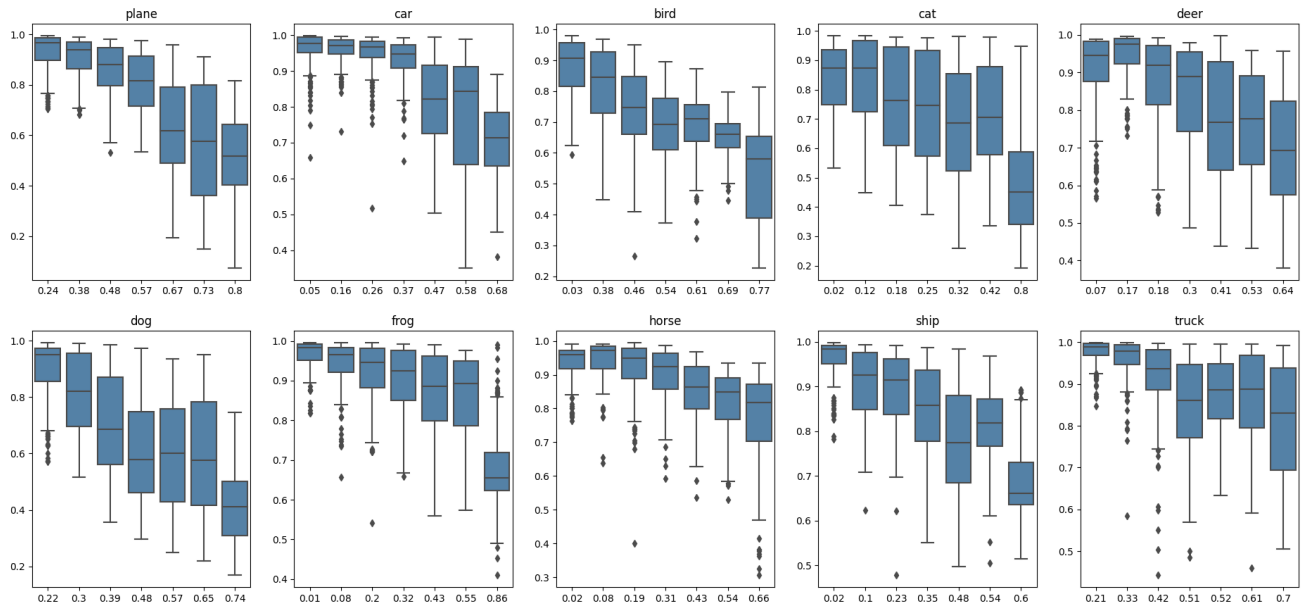 plane car bird cat deer
1.0 0.8 0.6 0.4 0.2
0.24 0.38 0.48 0.57 0.67 0.73 0.8
1.0 0.9 0.8 0.7 0.6 0.5 0.4
0.05 0.16 0.26 0.37 0.47 0.58 0.68
1.0 0.9 0.8 0.7 0.6 0.5 0.4 0.3 0.2
0.03 0.38 0.46 0.54 0.61 0.69 0.77
1.0 0.9 0.8 0.7 0.6 0.5 0.4 0.3 0.2
0.02 0.12 0.18 0.25 0.32 0.42 0.8
1.0 0.9 0.8 0.7 0.6 0.5 0.4
0.07 0.17 0.18 0.3 0.41 0.53 0.64
dog frog horse ship truck
1.0 0.8 0.6 0.4 0.2
0.22 0.3 0.39 0.48 0.57 0.65 0.74
1.0 0.9 0.8 0.7 0.6 0.5 0.4
0.01 0.08 0.2 0.32 0.43 0.55 0.86
1.0 0.9 0.8 0.7 0.6 0.5 0.4 0.3
0.02 0.08 0.19 0.31 0.43 0.54 0.66
1.0 0.9 0.8 0.7 0.6 0.5
0.02 0.1 0.23 0.35 0.48 0.54 0.6
1.0 0.9 0.8 0.7 0.6 0.5
0.21 0.33 0.42 0.51 0.52 0.61 0.7